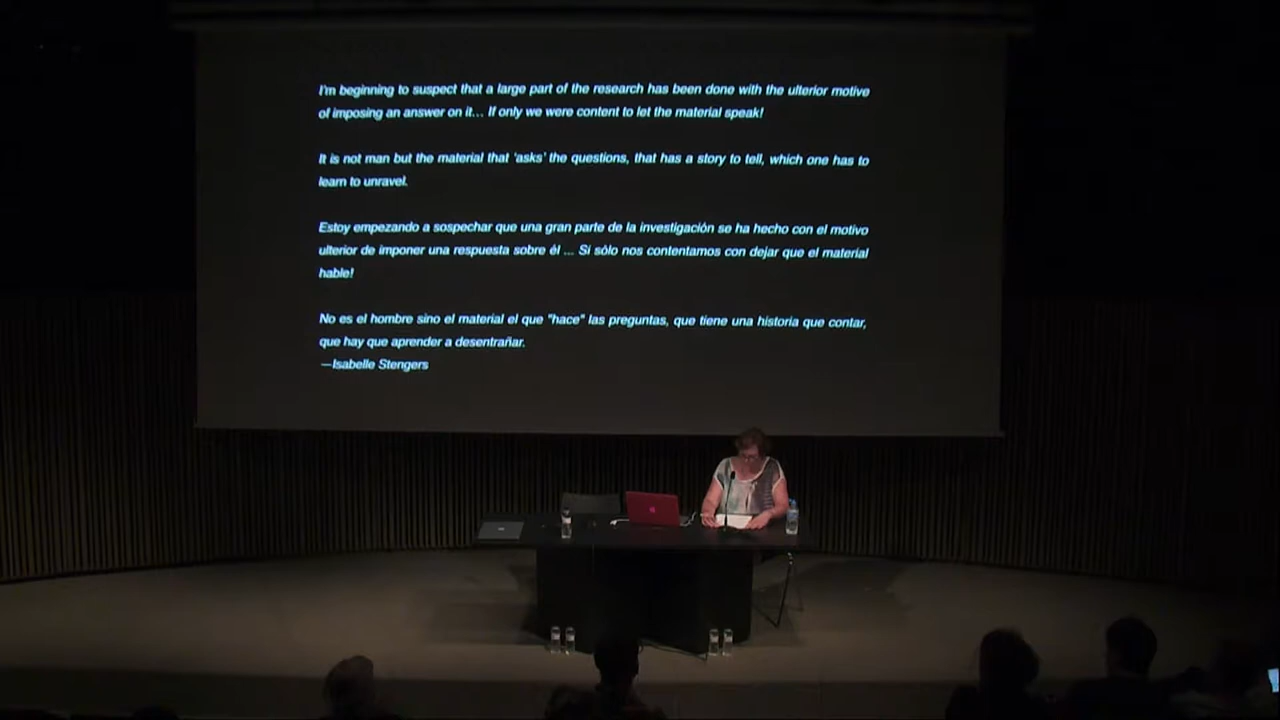 I'm beginning to suspect that a large part of the research has been done with the ulterior motive
of imposing an answer on it... If only we were content to let the material speak!
It is not man but the material that 'asks' the questions, that has a story to tell, which one has to
learn to unravel.
Estoy empezando a sospechar que una gran parte de la investigación se ha hecho con el motivo
ulterior de imponer una respuesta sobre él ... Si sólo nos contentamos con dejar que el material
hable!
No es el hombre sino el material el que "hace" las preguntas, que tiene una historia que contar,
que hay que aprender a desentrañar.
—Isabelle Stengers